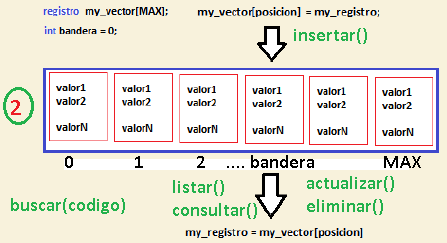 registro my_vector[MAX]; my_vector[posicion] = my_registro;
int bandera = 0; insertar()
2
valor1 valor1 valor1 valor1 valor1 valor1
valor2 valor2 valor2 valor2 valor2 valor2
valorN valorN valorN valorN valorN valorN
0 1 2 .... bandera MAX
listar() actualizar()
buscar(codigo) consultar() eliminar()
my_registro = my_vector[posicion]